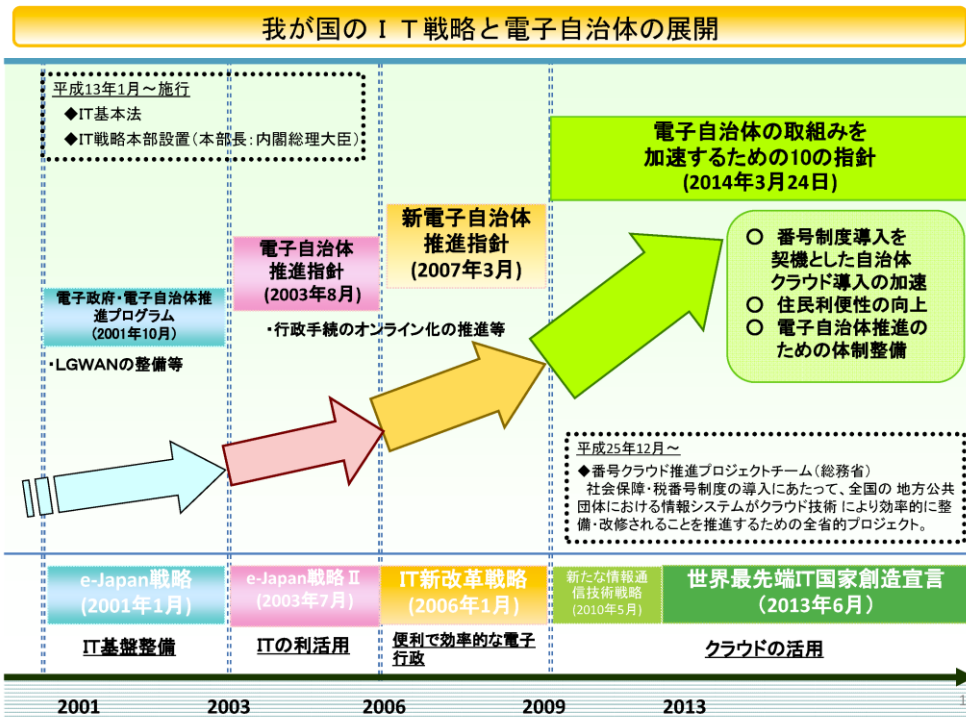 我が国のＩＴ戦略と電子自治体の展開
平成13年1月～施行
◆IT基本法
◆IT戦略本部設置（本部長：内閣総理大臣）
電子自治体の取組みを
加速するための10の指針
(2014年3月24日)
新電子自治体
推進指針
(2007年3月)
電子自治体
推進指針
(2003年8月)
電子政府・電子自治体推
進プログラム
(2001年10月)
○ 番号制度導入を
契機とした自治体
クラウド導入の加速
○ 住民利便性の向上
○ 電子自治体推進の
ための体制整備
・行政手続のオンライン化の推進等
・LGWANの整備等
平成25年12月～
◆番号クラウド推進プロジェクトチーム（総務省）
社会保障・税番号制度の導入にあたって、全国の 地方公共
団体における情報システムがクラウド技術 により効率的に整
備・改修されることを推進するための全省的プロジェクト。
e-Japan戦略
(2001年1月)
e-Japan戦略Ⅱ
(2003年7月)
IT新改革戦略
(2006年1月)
新たな情報通
信技術戦略
(2010年5月)
世界最先端IT国家創造宣言
（2013年6月）
IT基盤整備
ITの利活用
便利で効率的な電子
行政
クラウドの活用
2001
2003
2006
2009
2013
1